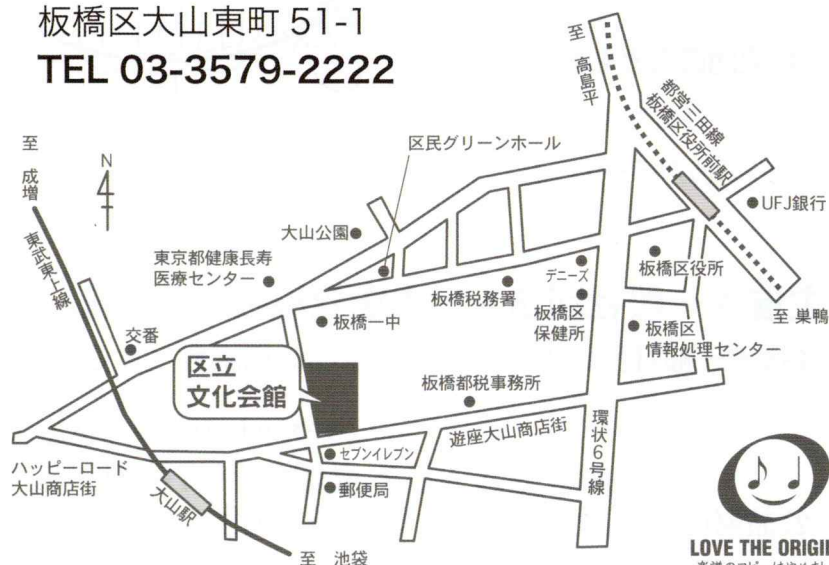 板橋区大山東町 51-1
TEL 03-3579-2222
至 高島平
都営三田線
板橋区役所前駅
至 成増
N
区民グリーンホール
UFJ銀行
大山公園
東武東上線
東京都健康長寿
医療センター
デニーズ
板橋区役所
板橋税務署
板橋区
保健所
至 巣鴨
交番
板橋一中
板橋区
情報処理センター
区立
文化会館
板橋都税事務所
遊座大山商店街
環状6号線
セブンイレブン
ハッピーロード
大山商店街
郵便局
大山駅
至 池袋
LOVE THE ORIGI